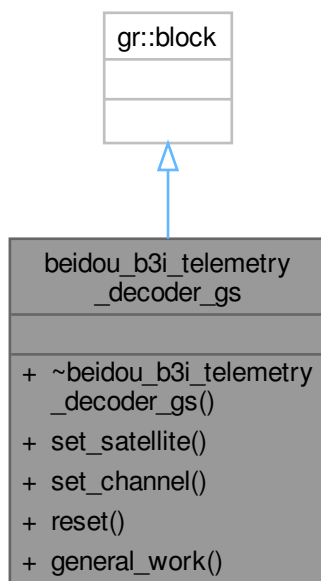 gr::block
beidou_b3i_telemetry
_decoder_gs
+ ~beidou_b3i_telemetry
_decoder_gs()
+ set_satellite()
+ set_channel()
+ reset()
+ general_work()